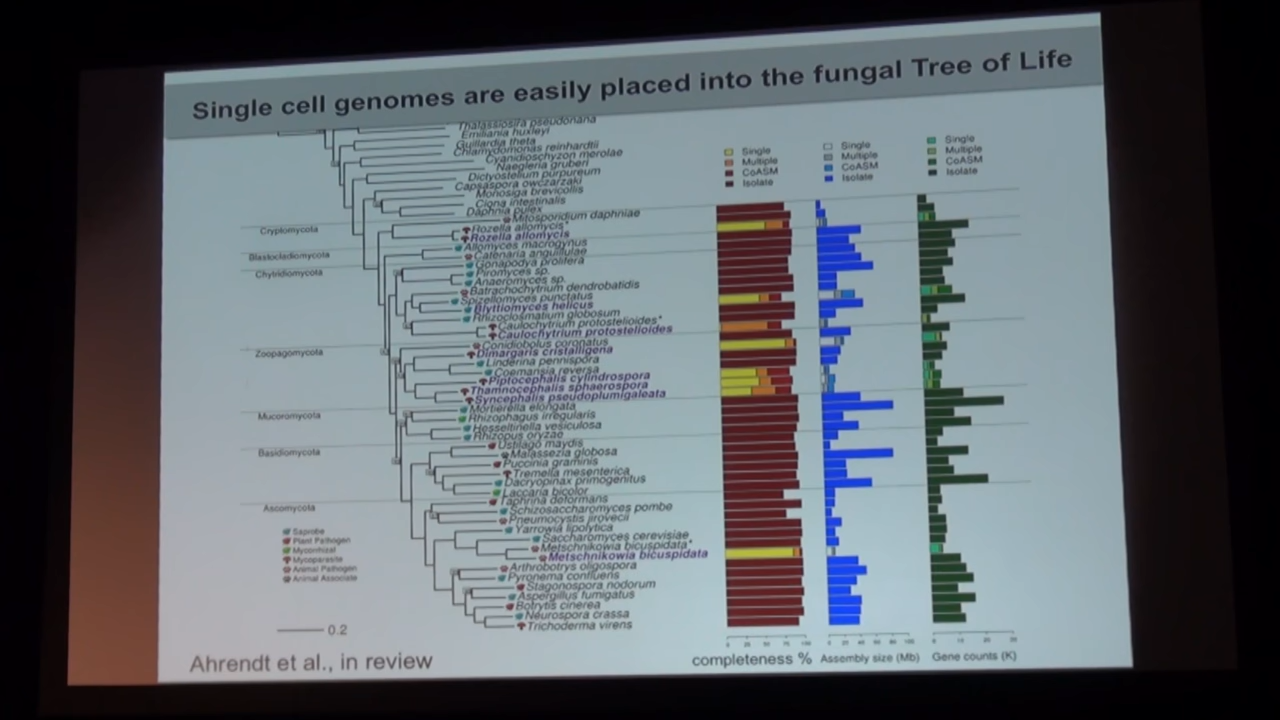 Single cell genomes are easily placed into the fungal Tree of Life
Thalassiosira pseudonana
Emiliania huxleyi
Guillardia theta
Chlamydomonas reinhardtii
Cyanidioschyzon merolae
Naegleria gruberi
Dictyostelium purpureum
Capsaspora owczarzaki
Monosiga brevicollis
Ciona intestinalis
Daphnia pulex
Mitosporidium daphniae
Rozella allomycis*
Rozella allomycis
Allomyces macrogynus
Catenaria anguillulae
Gonapodya prolifera
Piromyces sp.
Anaeromyces sp.
Batrachochytrium dendrobatidis
Spizellomyces punctatus
Blyttiomyces helicus
Rhizoclosmatium globosum
Caulochytrium protostelioides*
Caulochytrium protostelioides
Conidiobolus coronatus
Dimargaris cristalligena
Linderina pennispora
Coemansia reversa
Piptocephalis cylindrospora
Thamnocephalis sphaerospora
Syncephalis pseudoplumigaleata
Mortierella elongata
Rhizophagus irregularis
Hesseltinella vesiculosa
Rhizopus oryzae
Ustilago maydis
Malassezia globosa
Puccinia graminis
Tremella mesenterica
Dacryopinax primogenitus
Laccaria bicolor
Taphrina deformans
Schizosaccharomyces pombe
Pneumocystis jirovecii
Yarrowia lipolytica
Saccharomyces cerevisiae
Metschnikowia bicuspidata*
Metschnikowia bicuspidata
Arthrobotrys oligospora
Pyronema confluens
Stagonospora nodorum
Aspergillus fumigatus
Botrytis cinerea
Neurospora crassa
Trichoderma virens
Cryptomycota
Blastocladiomycota
Chytridiomycota
Zoopagomycota
Mucoromycota
Basidiomycota
Ascomycota
Saprobe
Plant Pathogen
Mycorrhizal
Mycoparasite
Animal Pathogen
Animal Associate
0.2
Ahrendt et al., in review
Single
Multiple
CoASM
Isolate
Single
Multiple
CoASM
Isolate
Single
Multiple
CoASM
Isolate
completeness % Assembly size (Mb) Gene counts (K)